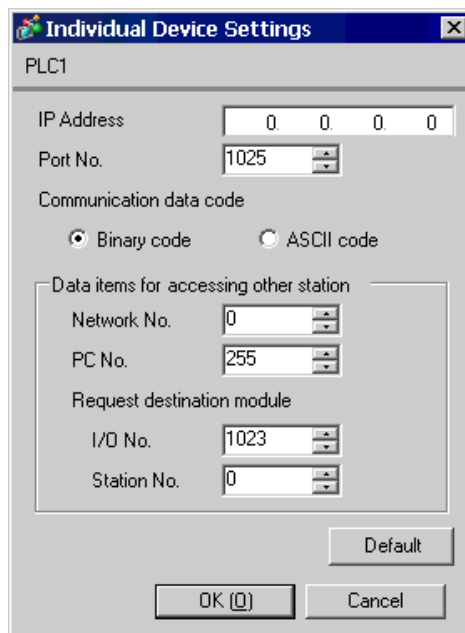 Individual Device Settings
PLC1
IP Address 0. 0. 0. 0
Port No. 1025
Communication data code
Binary code ASCII code
Data items for accessing other station
Network No. 0
PC No. 255
Request destination module
I/O No. 1023
Station No. 0
Default
OK (O) Cancel